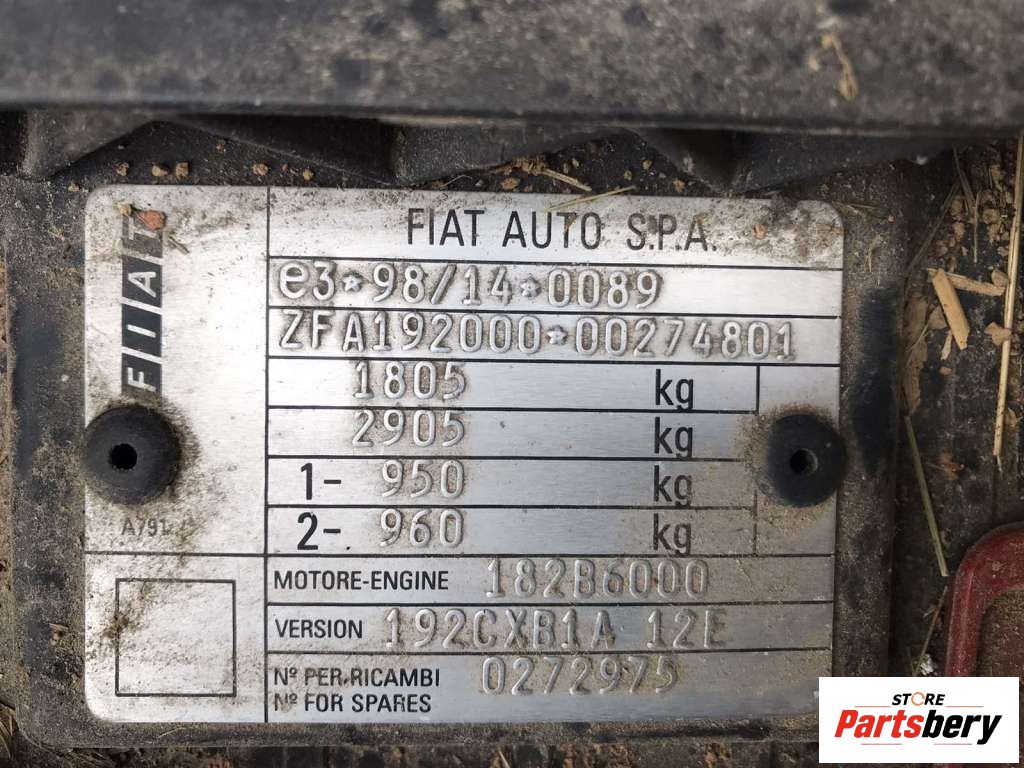 FIAT AUTO S.P.A.
FIAT
e3*98/14*0089
ZFA192000*00274801
1805 kg
2905 kg
1- 950 kg
2- 960 kg
A791
MOTORE-ENGINE 182B6000
VERSION 192CXB1A 12E
Nº PER RICAMBI 0272975
Nº FOR SPARES
STORE
Partsbery